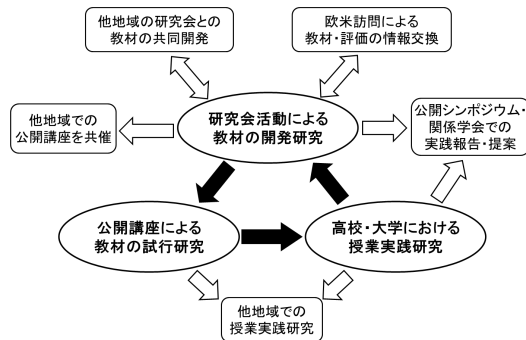 他地域の研究会との
教材の共同開発
欧米訪問による
教材・評価の情報交換
研究会活動による
教材の開発研究
他地域での
公開講座を共催
公開シンポジウム・
関係学会での
実践報告・提案
公開講座による
教材の試行研究
高校・大学における
授業実践研究
他地域での
授業実践研究